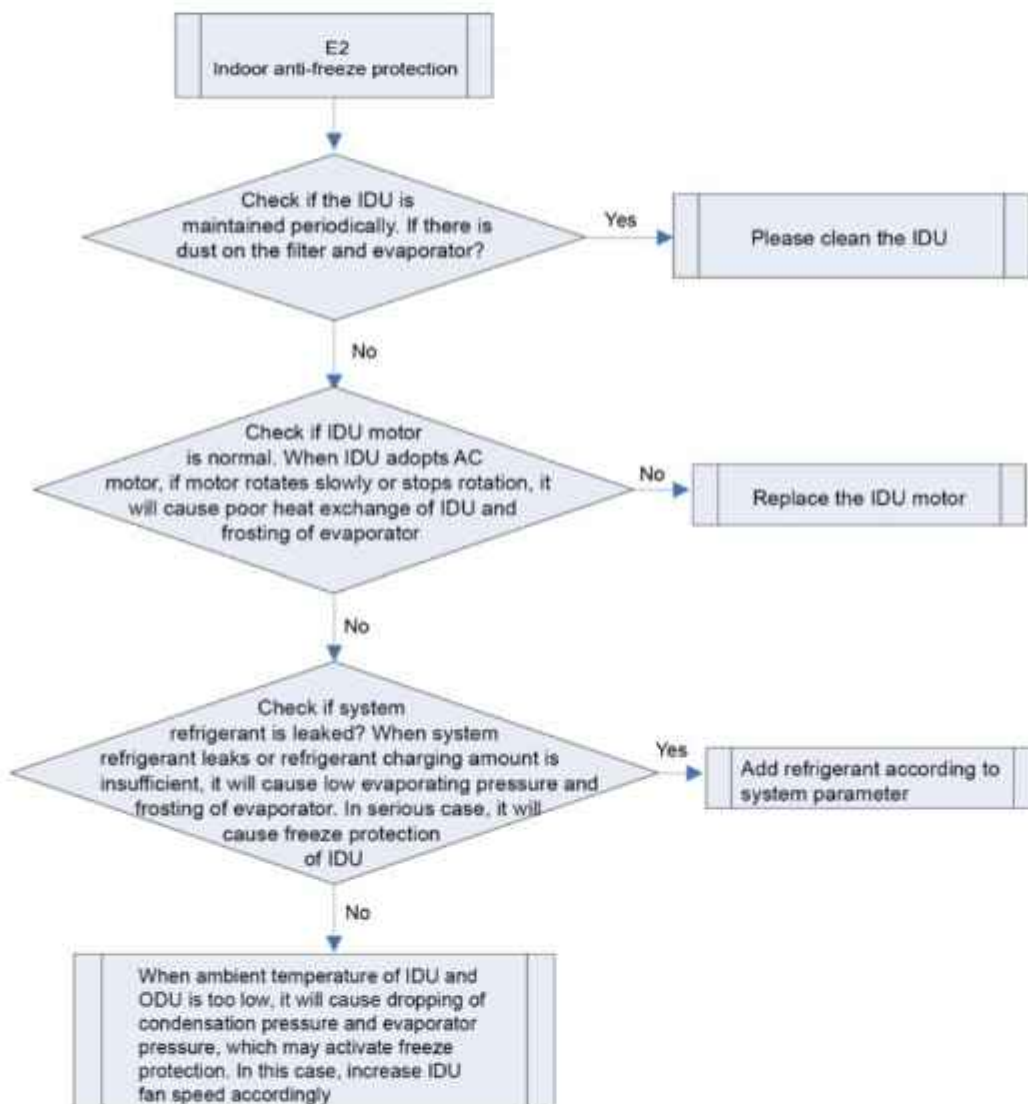 E2
Indoor anti-freeze protection
Check if the IDU is
maintained periodically. If there is
dust on the filter and evaporator?
Yes
Please clean the IDU
No
Check if IDU motor
is normal. When IDU adopts AC
motor, if motor rotates slowly or stops rotation, it
will cause poor heat exchange of IDU and
frosting of evaporator
No
Replace the IDU motor
No
Check if system
refrigerant is leaked? When system
refrigerant leaks or refrigerant charging amount is
insufficient, it will cause low evaporating pressure and
frosting of evaporator. In serious case, it will
cause freeze protection
of IDU
Yes
Add refrigerant according to
system parameter
No
When ambient temperature of IDU and
ODU is too low, it will cause dropping of
condensation pressure and evaporator
pressure, which may activate freeze
protection. In this case, increase IDU
fan speed accordingly